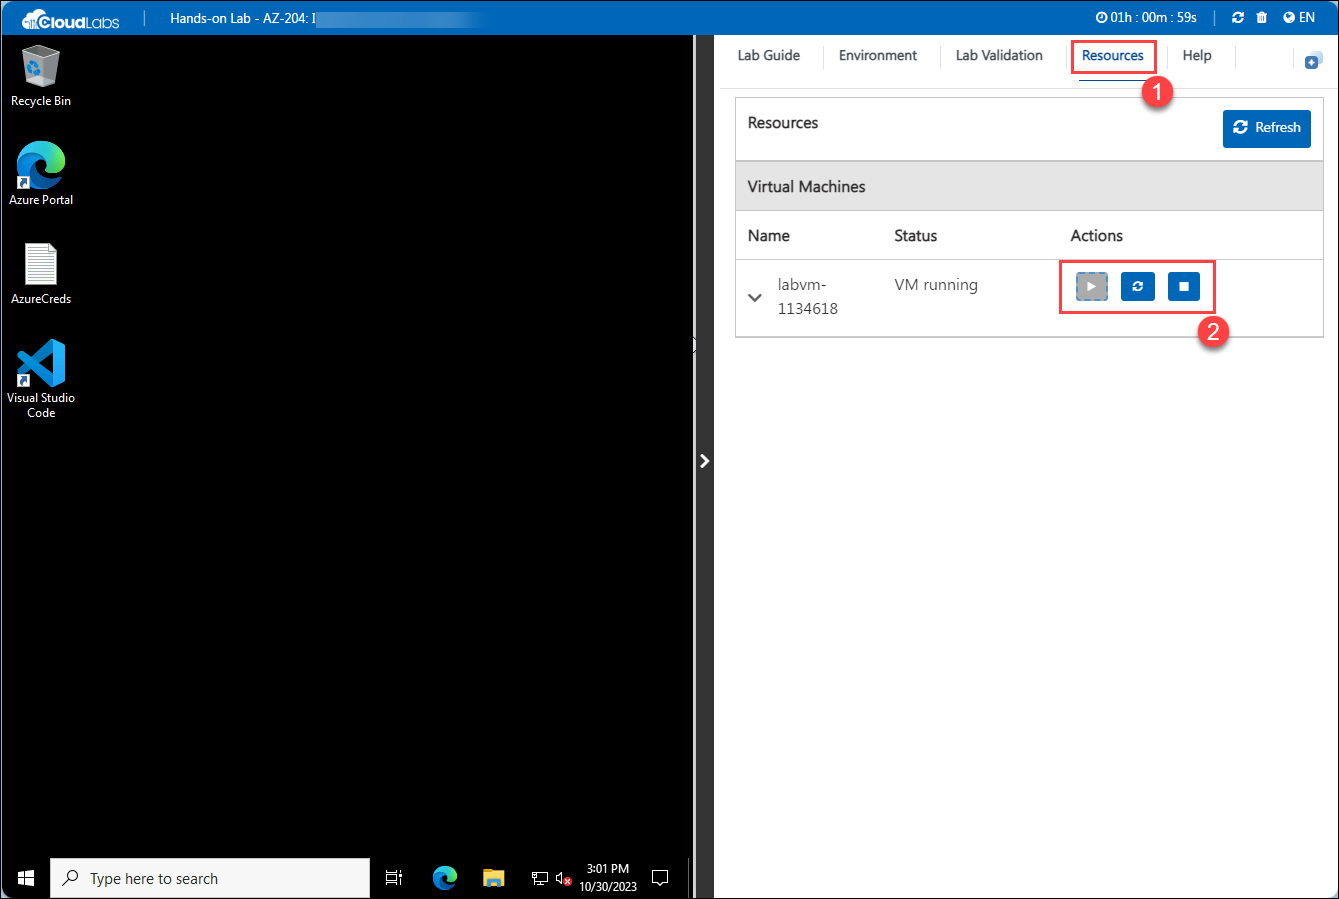 CloudLabs
Hands-on Lab - AZ-204: I
01h : 00m : 59s
EN
Recycle Bin
Azure Portal
AzureCreds
Visual Studio
Code
Lab Guide
Environment
Lab Validation
Resources
Help
1
Resources
Refresh
Virtual Machines
Name
Status
Actions
labvm-
1134618
VM running
2
Type here to search
3:01 PM
10/30/2023